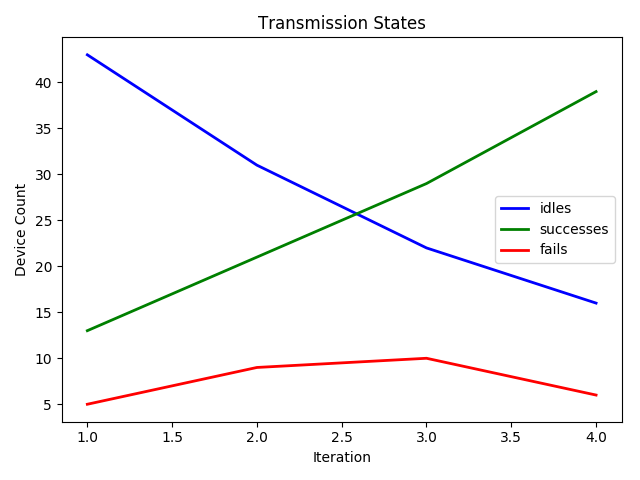 Transmission States
Device Count
40
35
30
25
20
15
10
5
idles
successes
fails
1.0 1.5 2.0 2.5 3.0 3.5 4.0
Iteration